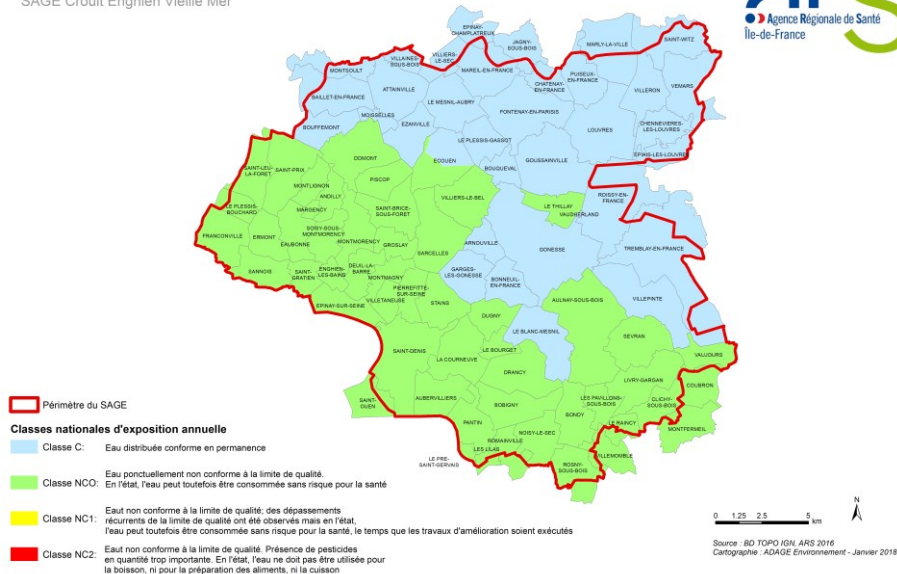 SAGE Croult Enghien Vieille Mer
Agence Régionale de Santé
Île-de-France
EPINAY-
CHAMPLATREUX
JAGNY-
SOUS-BOIS
MARLY-LA-VILLE
SAINT-WITZ
VILLIERS-
LE-SEC
VILLAINES-
SOUS-BOIS
MONTSOULT
MAREIL-EN-FRANCE
CHATENAY-
EN-FRANCE
PUISEUX-
EN-FRANCE
VILLERON
VEMARS
BAILLET-EN-FRANCE
ATTAINVILLE
LE MESNIL-AUBRY
FONTENAY-EN-PARISIS
MOISSELLES
BOUFFEMONT
EZANVILLE
LOUVRES
CHENNEVIERES-
LES-LOUVRES
LE PLESSIS-GASSOT
EPIAIS-LES-LOUVRES
DOMONT
ECOUEN
BOUQUEVAL
GOUSSAINVILLE
SAINT-LEU-
LA-FORET
SAINT-PRIX
PISCOP
MONTLIGNON
ANDILLY
VILLIERS-LE-BEL
ROISSY-EN-
FRANCE
LE PLESSIS-
BOUCHARD
MARGENCY
SAINT-BRICE-
SOUS-FORET
LE THILLAY
VAUDHERLAND
FRANCONVILLE
ERMONT
SOISY-SOUS-
MONTMORENCY
EAUBONNE
MONTMORENCY
GROSLAY
SARCELLES
ARNOUVILLE
GONESSE
TREMBLAY-EN-FRANCE
SANNOIS
SAINT-
GRATIEN
ENGHIEN-
LES-BAINS
DEUIL-LA-
BARRE
MONTMAGNY
GARGES-
LES-GONESSE
BONNEUIL-
EN-FRANCE
PIERREFITTE-
SUR-SEINE
VILLEPINTE
EPINAY-SUR-SEINE
VILLETANEUSE
STAINS
AULNAY-SOUS-BOIS
DUGNY
LE BLANC-MESNIL
SEVRAN
SAINT-DENIS
LA COURNEUVE
LE BOURGET
VAUJOURS
DRANCY
LIVRY-GARGAN
COUBRON
SAINT-
OUEN
AUBERVILLIERS
BOBIGNY
LES PAVILLONS-
SOUS-BOIS
CLICHY-
SOUS-BOIS
BONDY
PANTIN
NOISY-LE-SEC
LE RAINCY
MONTFERMEIL
ROMAINVILLE
LES LILAS
VILLEMOMBLE
LE PRE-
SAINT-GERVAIS
ROSNY-
SOUS-BOIS
Périmètre du SAGE
Classes nationales d'exposition annuelle
Classe C: Eau distribuée conforme en permanence
Classe NCO: Eau ponctuellement non conforme à la limite de qualité.
En l'état, l'eau peut toutefois être consommée sans risque pour la santé
Classe NC1: Eaut non conforme à la limite de qualité; des dépassements
récurrents de la limite de qualité ont été observés mais en l'état,
l'eau peut toutefois être consommée sans risque pour la santé, le temps que les travaux d'amélioration soient exécutés
Classe NC2: Eaut non conforme à la limite de qualité. Présence de pesticides
en quantité trop importante. En l'état, l'eau ne doit pas être utilisée pour
la boisson, ni pour la préparation des aliments, ni la cuisson
N
0 1.25 2.5 5 km
Source : BD TOPO IGN, ARS 2016
Cartographie : ADAGE Environnement - Janvier 2018